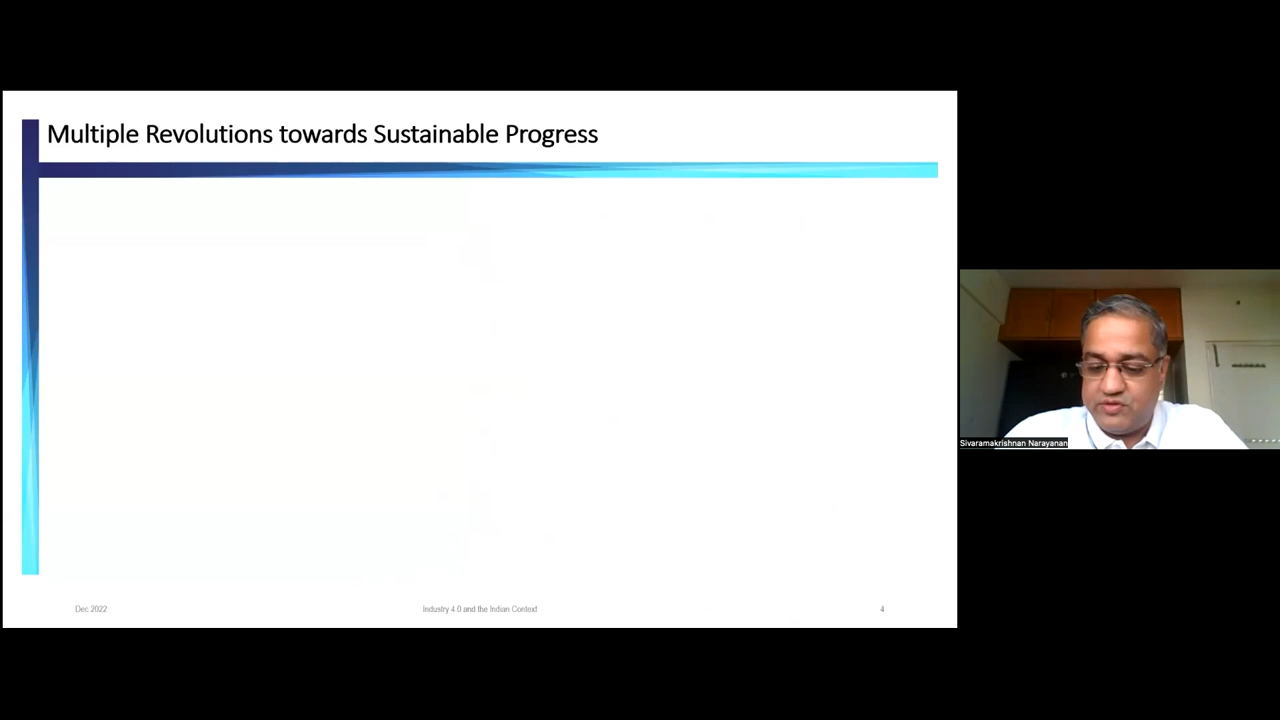 Multiple Revolutions towards Sustainable Progress
Sivaramakrishnan Narayanan
Dec 2022
Industry 4.0 and the Indian Context
4